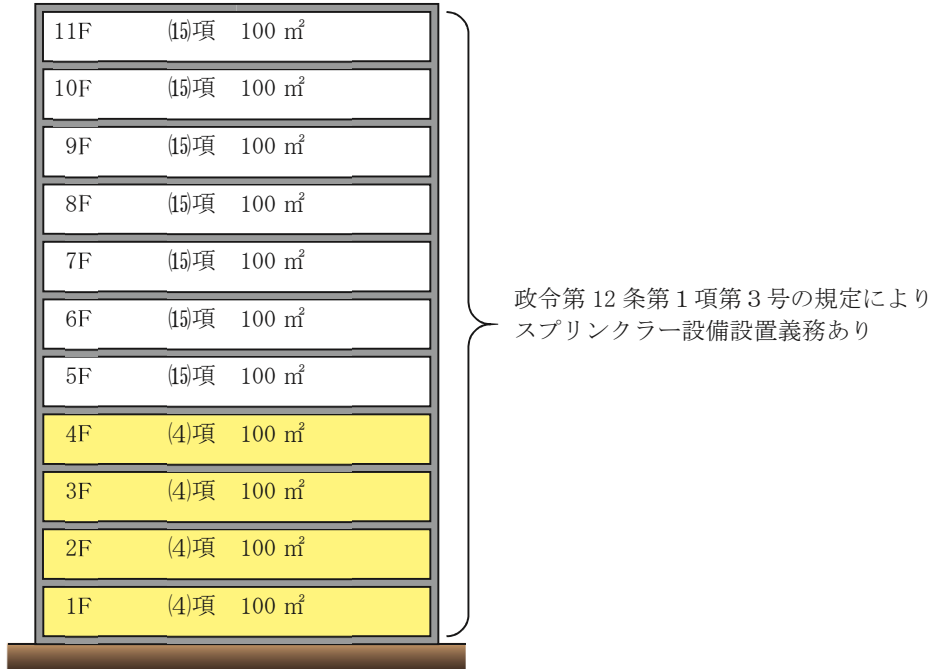 11F ⒂項 100 ㎡
10F ⒂項 100 ㎡
9F ⒂項 100 ㎡
8F ⒂項 100 ㎡
7F ⒂項 100 ㎡
6F ⒂項 100 ㎡
5F ⒂項 100 ㎡
4F ⑷項 100 ㎡
3F ⑷項 100 ㎡
2F ⑷項 100 ㎡
1F ⑷項 100 ㎡
政令第 12 条第１項第３号の規定により
スプリンクラー設備設置義務あり